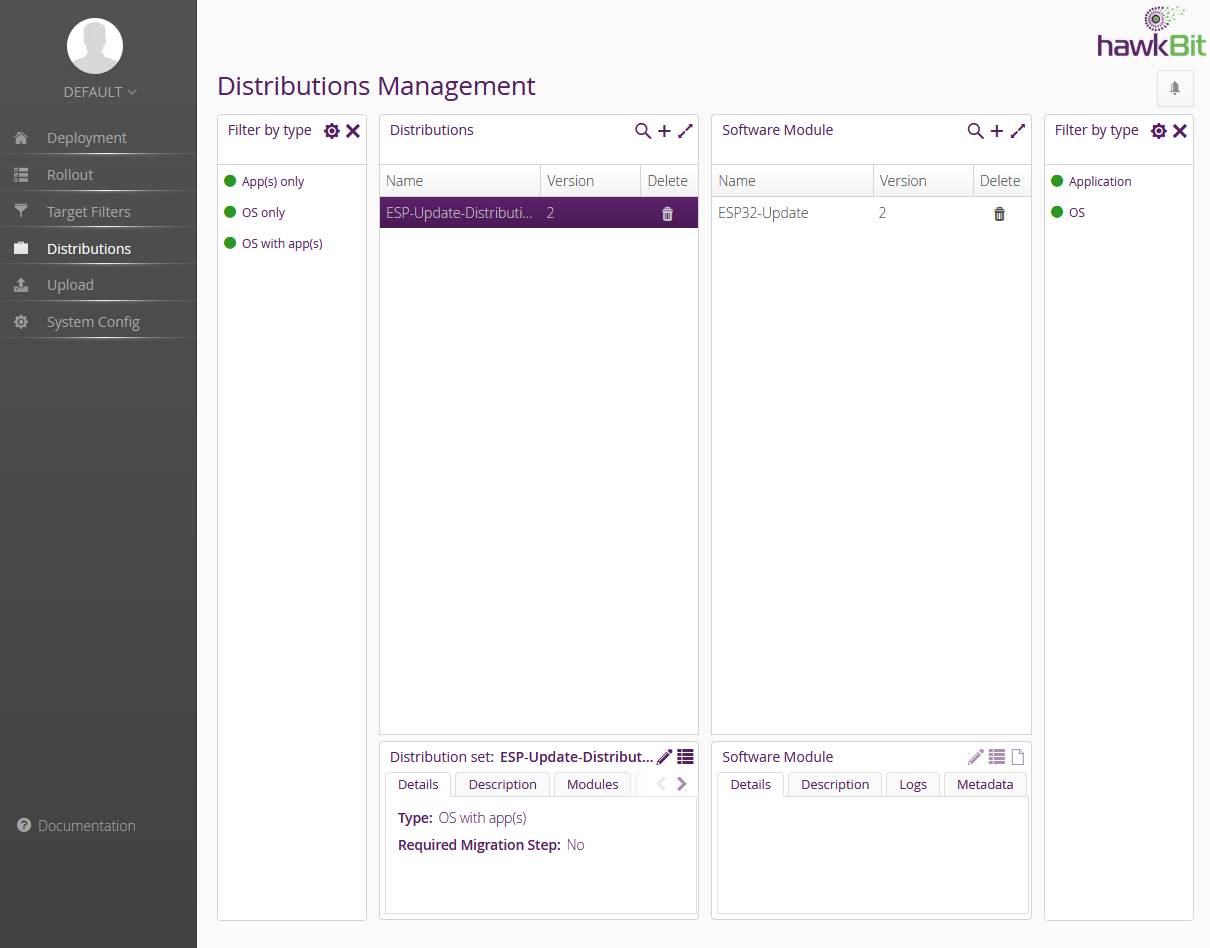 hawkBit
DEFAULT
Deployment
Rollout
Target Filters
Distributions
Upload
System Config
Documentation
Distributions Management
Filter by type
App(s) only
OS only
OS with app(s)
Distributions
Name Version Delete
ESP-Update-Distributi... 2
Distribution set: ESP-Update-Distribut...
Details Description Modules
Type: OS with app(s)
Required Migration Step: No
Software Module
Name Version Delete
ESP32-Update 2
Software Module
Details Description Logs Metadata
Filter by type
Application
OS